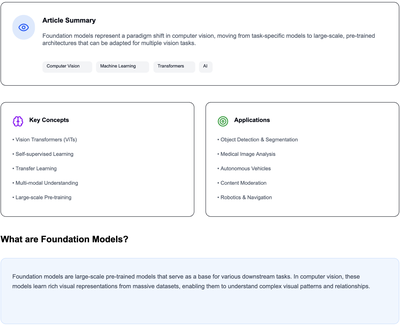 Article Summary
Foundation models represent a paradigm shift in computer vision, moving from task-specific models to large-scale, pre-trained
architectures that can be adapted for multiple vision tasks.
Computer Vision Machine Learning Transformers AI
Key Concepts
• Vision Transformers (ViTs)
• Self-supervised Learning
• Transfer Learning
• Multi-modal Understanding
• Large-scale Pre-training
Applications
• Object Detection & Segmentation
• Medical Image Analysis
• Autonomous Vehicles
• Content Moderation
• Robotics & Navigation
What are Foundation Models?
Foundation models are large-scale pre-trained models that serve as a base for various downstream tasks. In computer vision, these
models learn rich visual representations from massive datasets, enabling them to understand complex visual patterns and relationships.